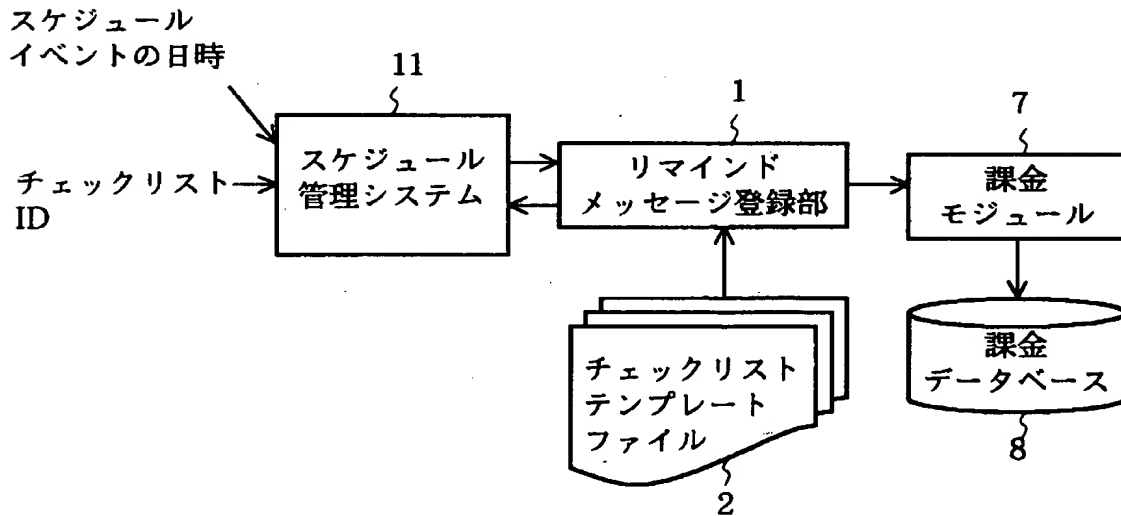 スケジュール
イベントの日時
チェックリスト
ID
11
スケジュール
管理システム
1
リマインド
メッセージ登録部
7
課金
モジュール
チェックリスト
テンプレート
ファイル
2
課金
データベース
8